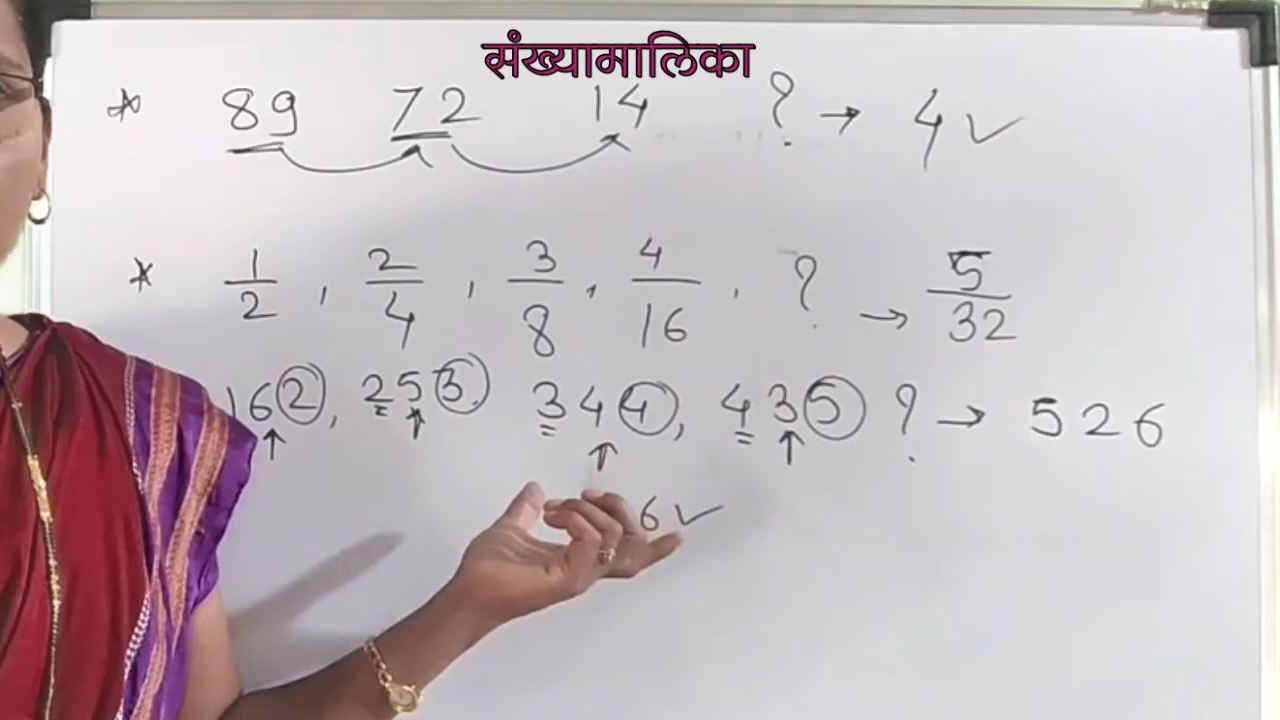 संख्यामालिका
89 72 14 ? → 4 ✓
1/2 , 2/4 , 3/8 , 4/16 , ? → 5/32
162 , 253 344 , 435 ? → 526
6 ✓